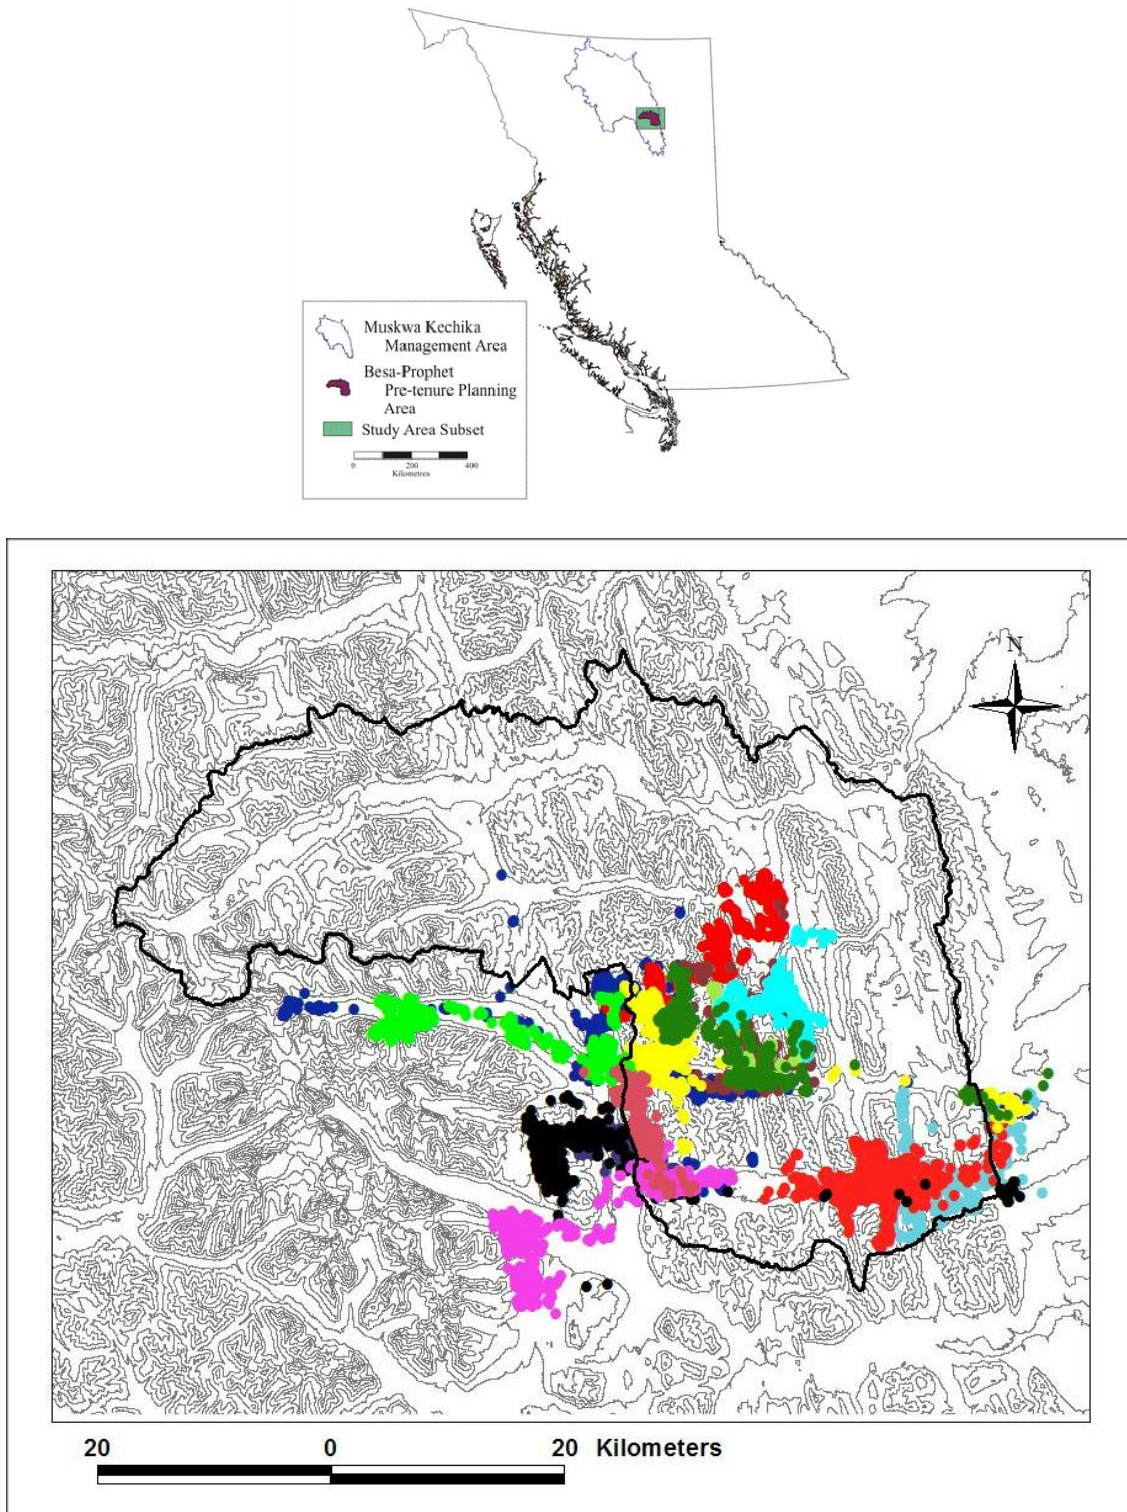 Muskwa Kechika
Management Area
Besa-Prophet
Pre-tenure Planning
Area
Study Area Subset
0 200 400
Kilometres
N
20 0 20 Kilometers